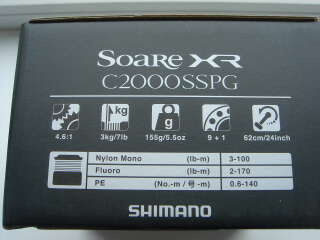 SOARE XR
C2000SSPG
kg
g
4.6:1 3kg/7lb 155g/5.5oz 9 + 1 62cm/24inch
Nylon Mono (lb-m) 3-100
Fluoro (lb-m) 2-170
PE (No.-m / 号-m) 0.6-140
SHIMANO